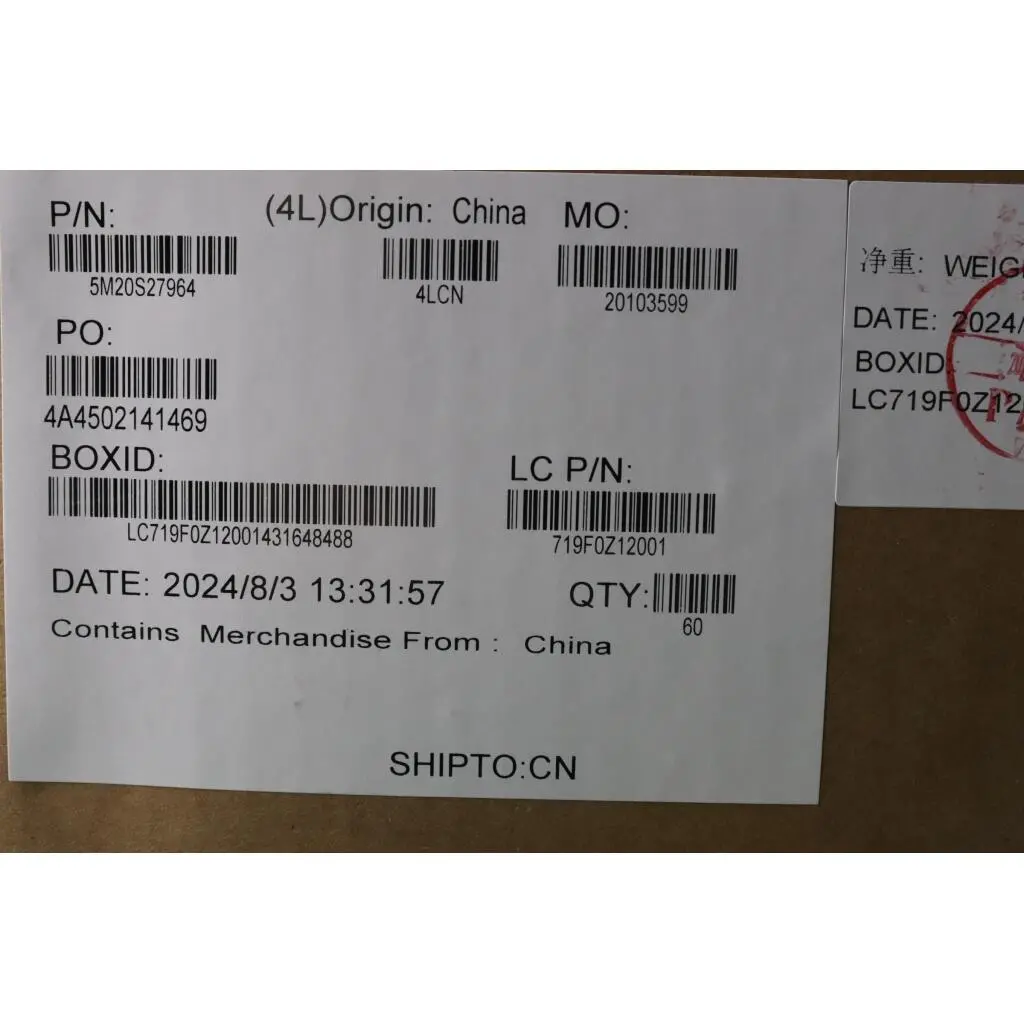 P/N: (4L)Origin: China MO:
5M20S27964 4LCN 20103599
PO:
4A4502141469
BOXID: LC P/N:
LC719F0Z12001431648488 719F0Z12001
DATE: 2024/8/3 13:31:57 QTY:
60
Contains Merchandise From : China
SHIPTO:CN
净重:
DATE: 2024/
BOXID:
LC719F0Z12